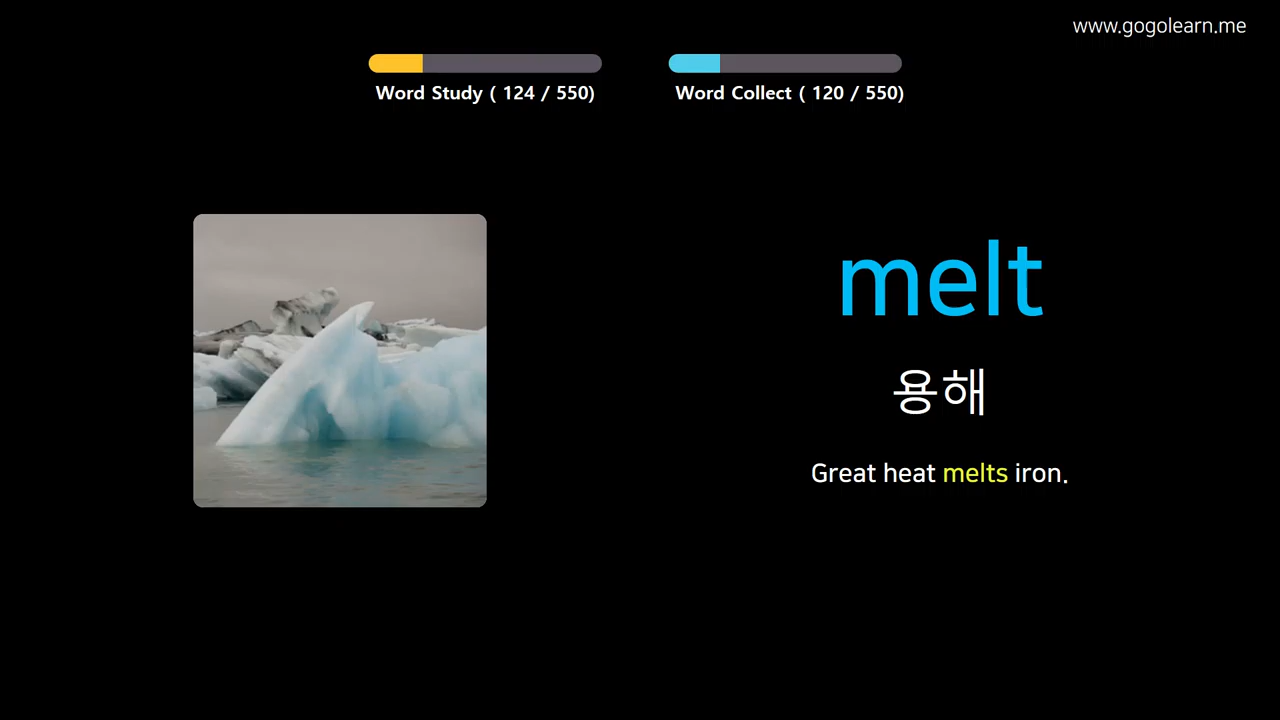 www.gogolearn.me
Word Study ( 124 / 550)
Word Collect ( 120 / 550)
melt
용해
Great heat melts iron.